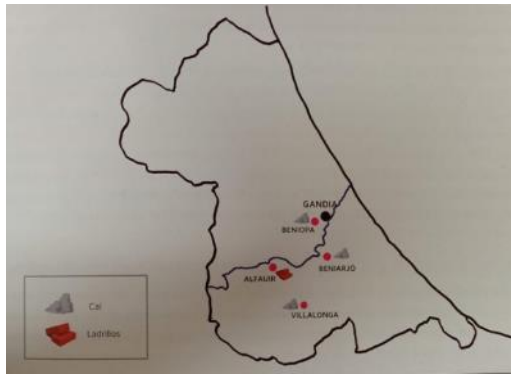 GANDIA
BENIOPA
BENIARJÓ
ALFAUIR
VILLALONGA
Cal
Ladrillos